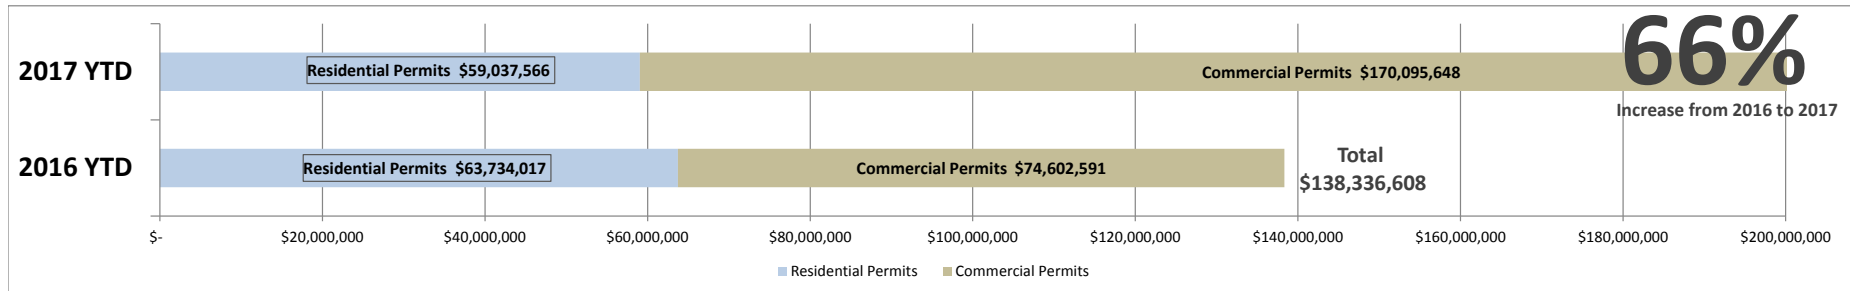 66%
Increase from 2016 to 2017
2017 YTD
Residential Permits $59,037,566
Commercial Permits $170,095,648
2016 YTD
Residential Permits $63,734,017
Commercial Permits $74,602,591
Total
$138,336,608
$-
$20,000,000
$40,000,000
$60,000,000
$80,000,000
$100,000,000
$120,000,000
$140,000,000
$160,000,000
$180,000,000
$200,000,000
Residential Permits
Commercial Permits